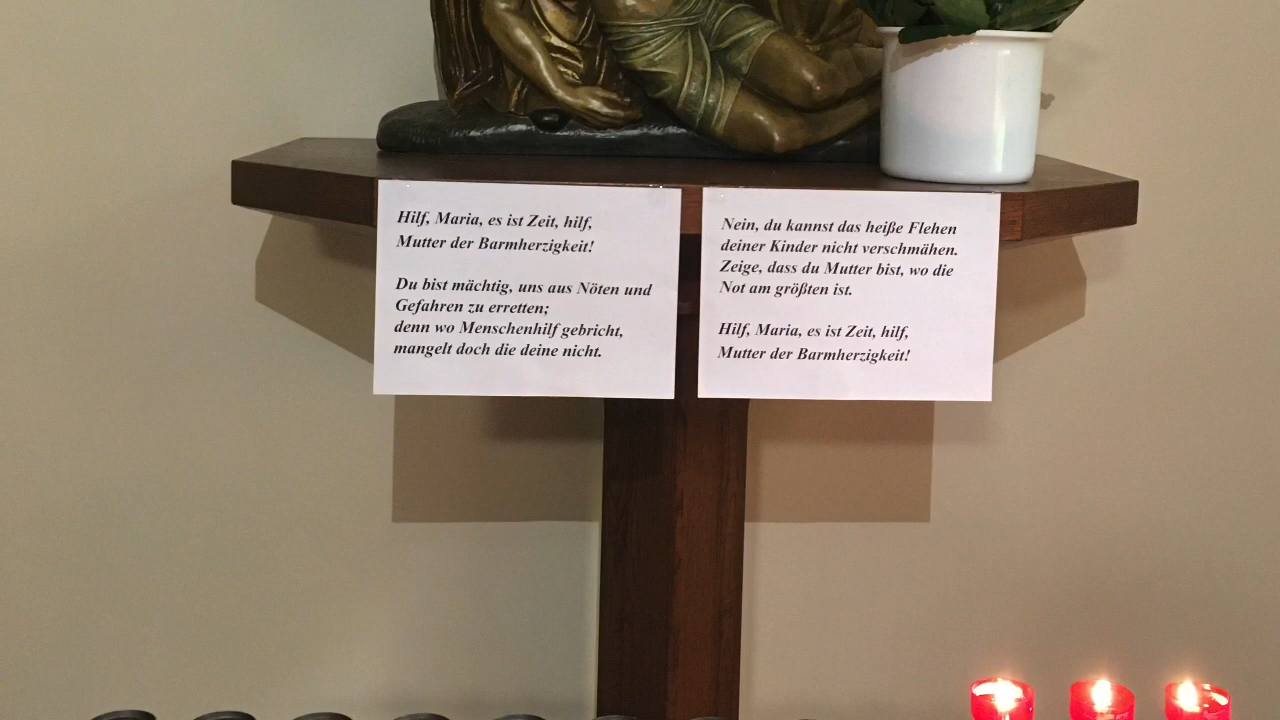 Hilf, Maria, es ist Zeit, hilf,
Mutter der Barmherzigkeit!
Du bist mächtig, uns aus Nöten und
Gefahren zu erretten;
denn wo Menschenhilf gebricht,
mangelt doch die deine nicht.
Nein, du kannst das heiße Flehen
deiner Kinder nicht verschmähen.
Zeige, dass du Mutter bist, wo die
Not am größten ist.
Hilf, Maria, es ist Zeit, hilf,
Mutter der Barmherzigkeit!